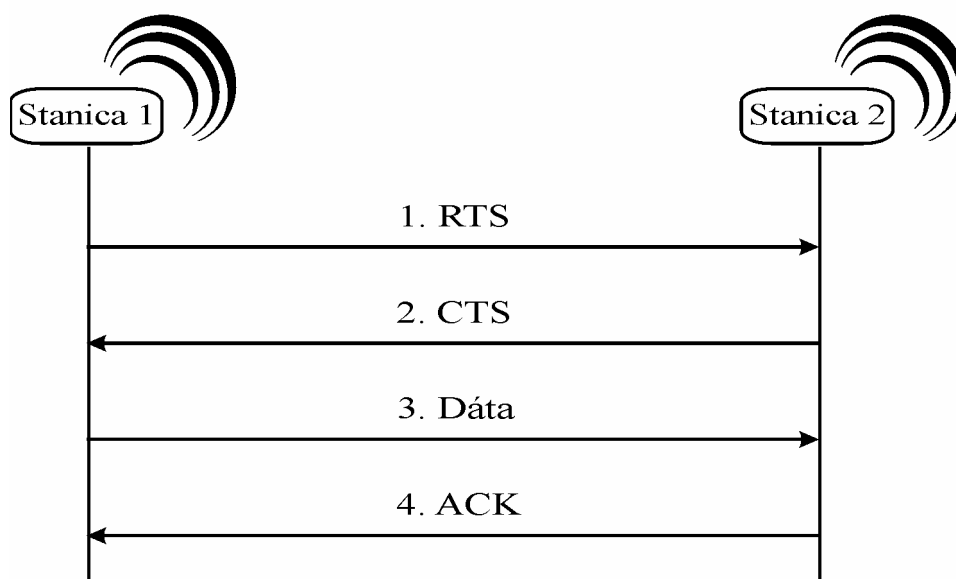 Stanica 1
Stanica 2
1. RTS
2. CTS
3. Dáta
4. ACK